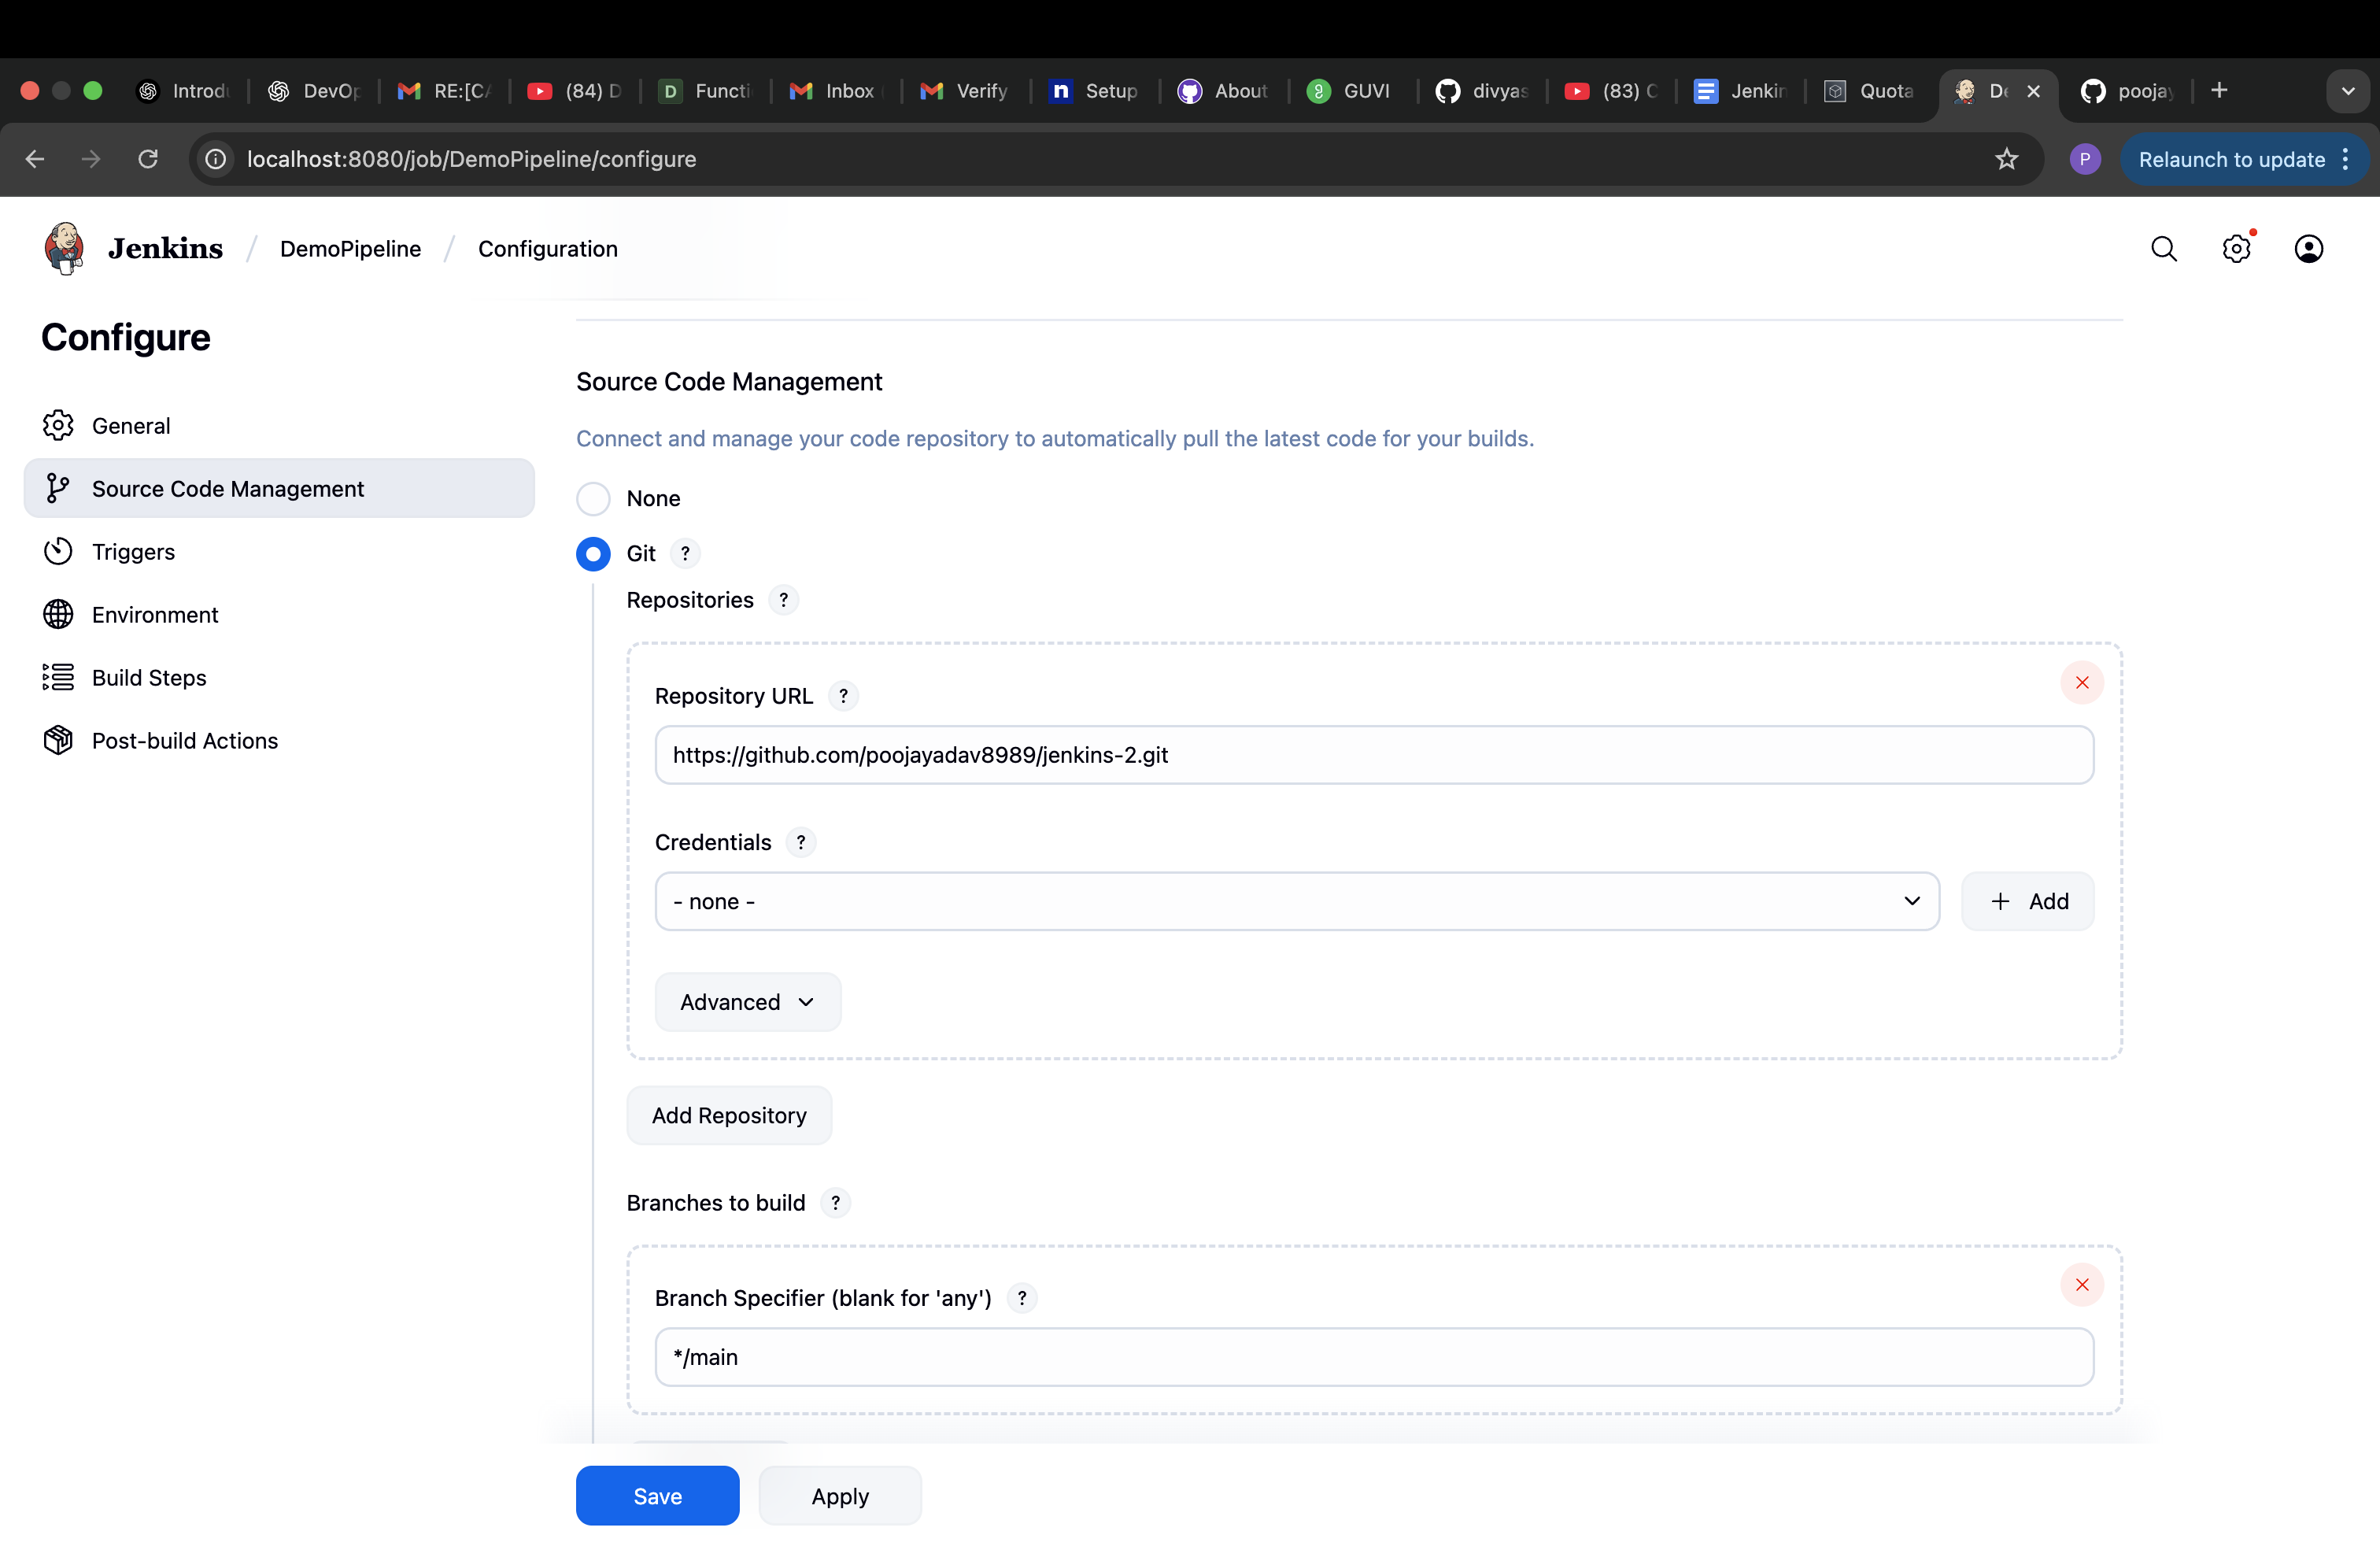 Introdu DevOp RE:[CA (84) D Functi Inbox Verify Setup About GUVI divyas (83) C Jenkin Quota De poojay
localhost:8080/job/DemoPipeline/configure
P
Relaunch to update
Jenkins / DemoPipeline / Configuration
Configure
General
Source Code Management
Triggers
Environment
Build Steps
Post-build Actions
Source Code Management
Connect and manage your code repository to automatically pull the latest code for your builds.
None
Git ?
Repositories ?
Repository URL ?
https://github.com/poojayadav8989/jenkins-2.git
Credentials ?
- none -
+ Add
Advanced
Add Repository
Branches to build ?
Branch Specifier (blank for 'any') ?
*/main
Save
Apply